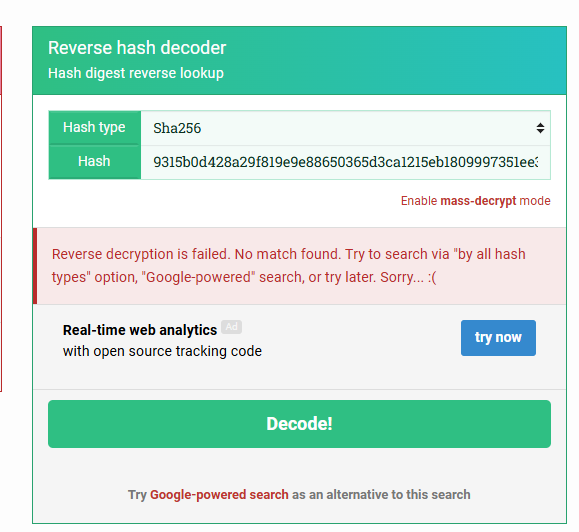 Reverse hash decoder
Hash digest reverse lookup
Hash type Sha256
Hash 9315b0d428a29f819e9e88650365d3ca1215eb1809997351ee3
Enable mass-decrypt mode
Reverse decryption is failed. No match found. Try to search via "by all hash
types" option, "Google-powered" search, or try later. Sorry... :(
Real-time web analytics Ad
with open source tracking code
try now
Decode!
Try Google-powered search as an alternative to this search